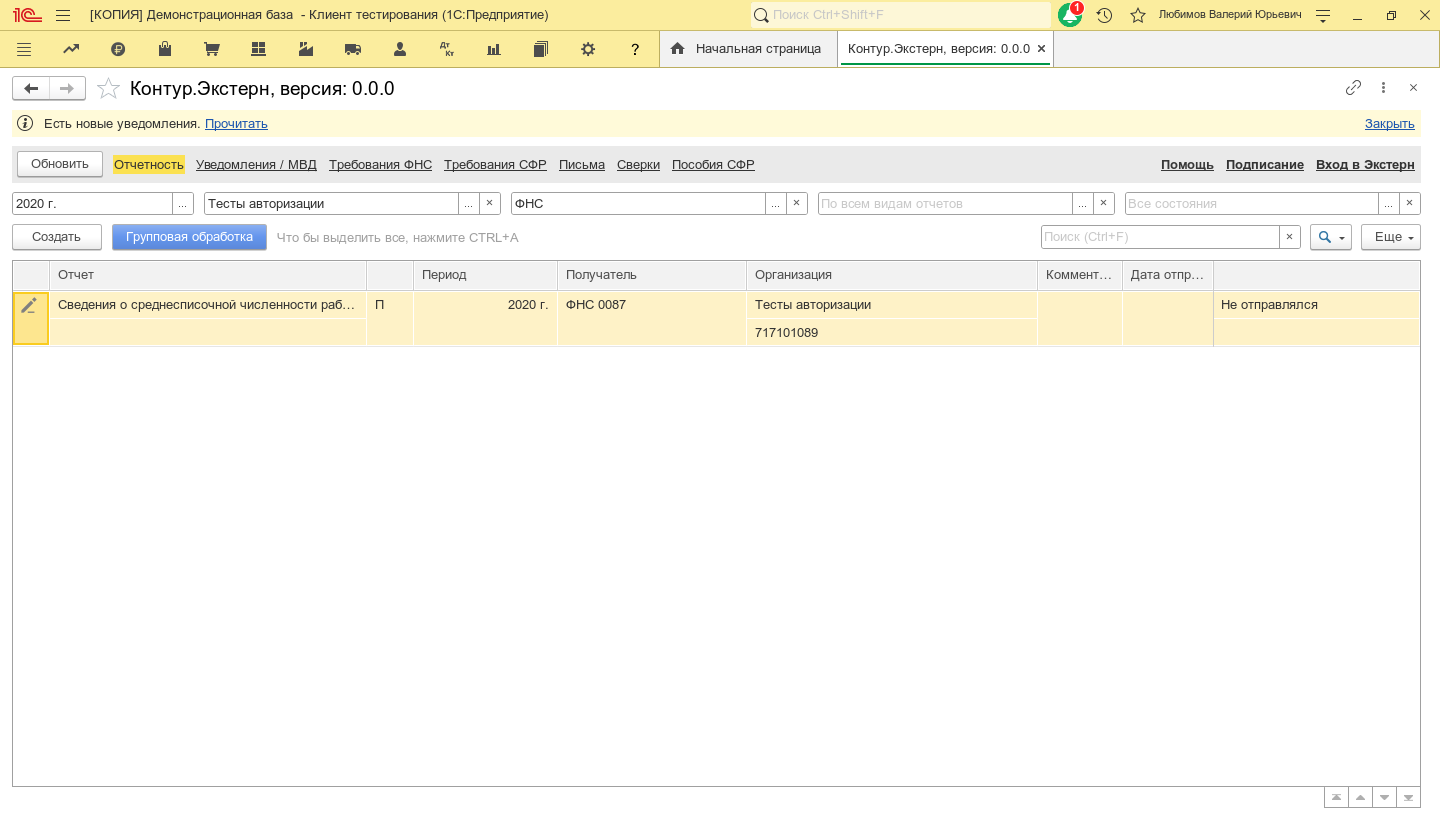 [КОПИЯ] Демонстрационная база - Клиент тестирования (1С:Предприятие)
Поиск Ctrl+Shift+F
1
Любимов Валерий Юрьевич
Дт Кт
?
Начальная страница
Контур.Экстерн, версия: 0.0.0 ×
Контур.Экстерн, версия: 0.0.0
Есть новые уведомления. Прочитать
Закрыть
Обновить Отчетность Уведомления / МВД Требования ФНС Требования СФР Письма Сверки Пособия СФР Помощь Подписание Вход в Экстерн
2020 г. ... Тесты авторизации ... × ФНС ... × По всем видам отчетов ... × Все состояния ... ×
Создать Групповая обработка Что бы выделить все, нажмите CTRL+A Поиск (Ctrl+F) × Еще
Отчет Период Получатель Организация Коммент... Дата отпр...
Сведения о среднесписочной численности раб... П 2020 г. ФНС 0087 Тесты авторизации Не отправлялся
717101089